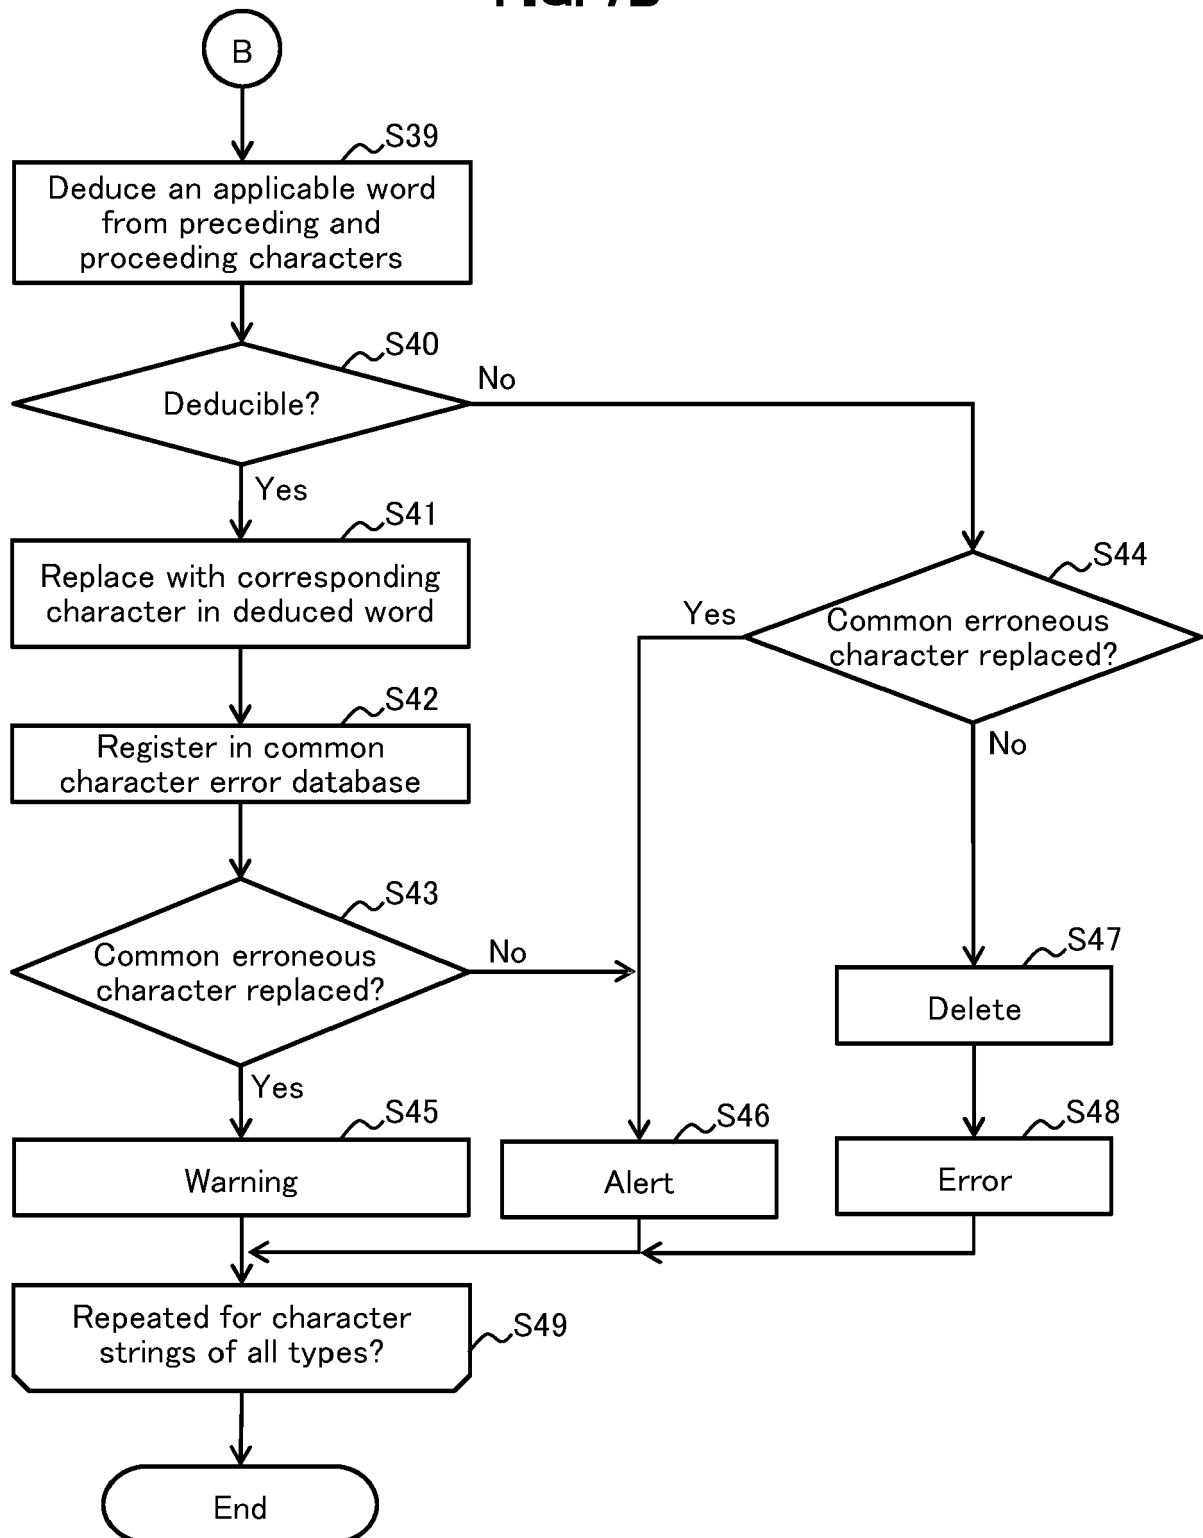 B
S39
Deduce an applicable word
from preceding and
proceeding characters
S40
Deducible?
No
Yes
S41
Replace with corresponding
character in deduced word
S44
Common erroneous
character replaced?
Yes
No
S42
Register in common
character error database
S43
Common erroneous
character replaced?
No
Yes
S47
Delete
S45
Warning
S46
Alert
S48
Error
Repeated for character
strings of all types?
S49
End